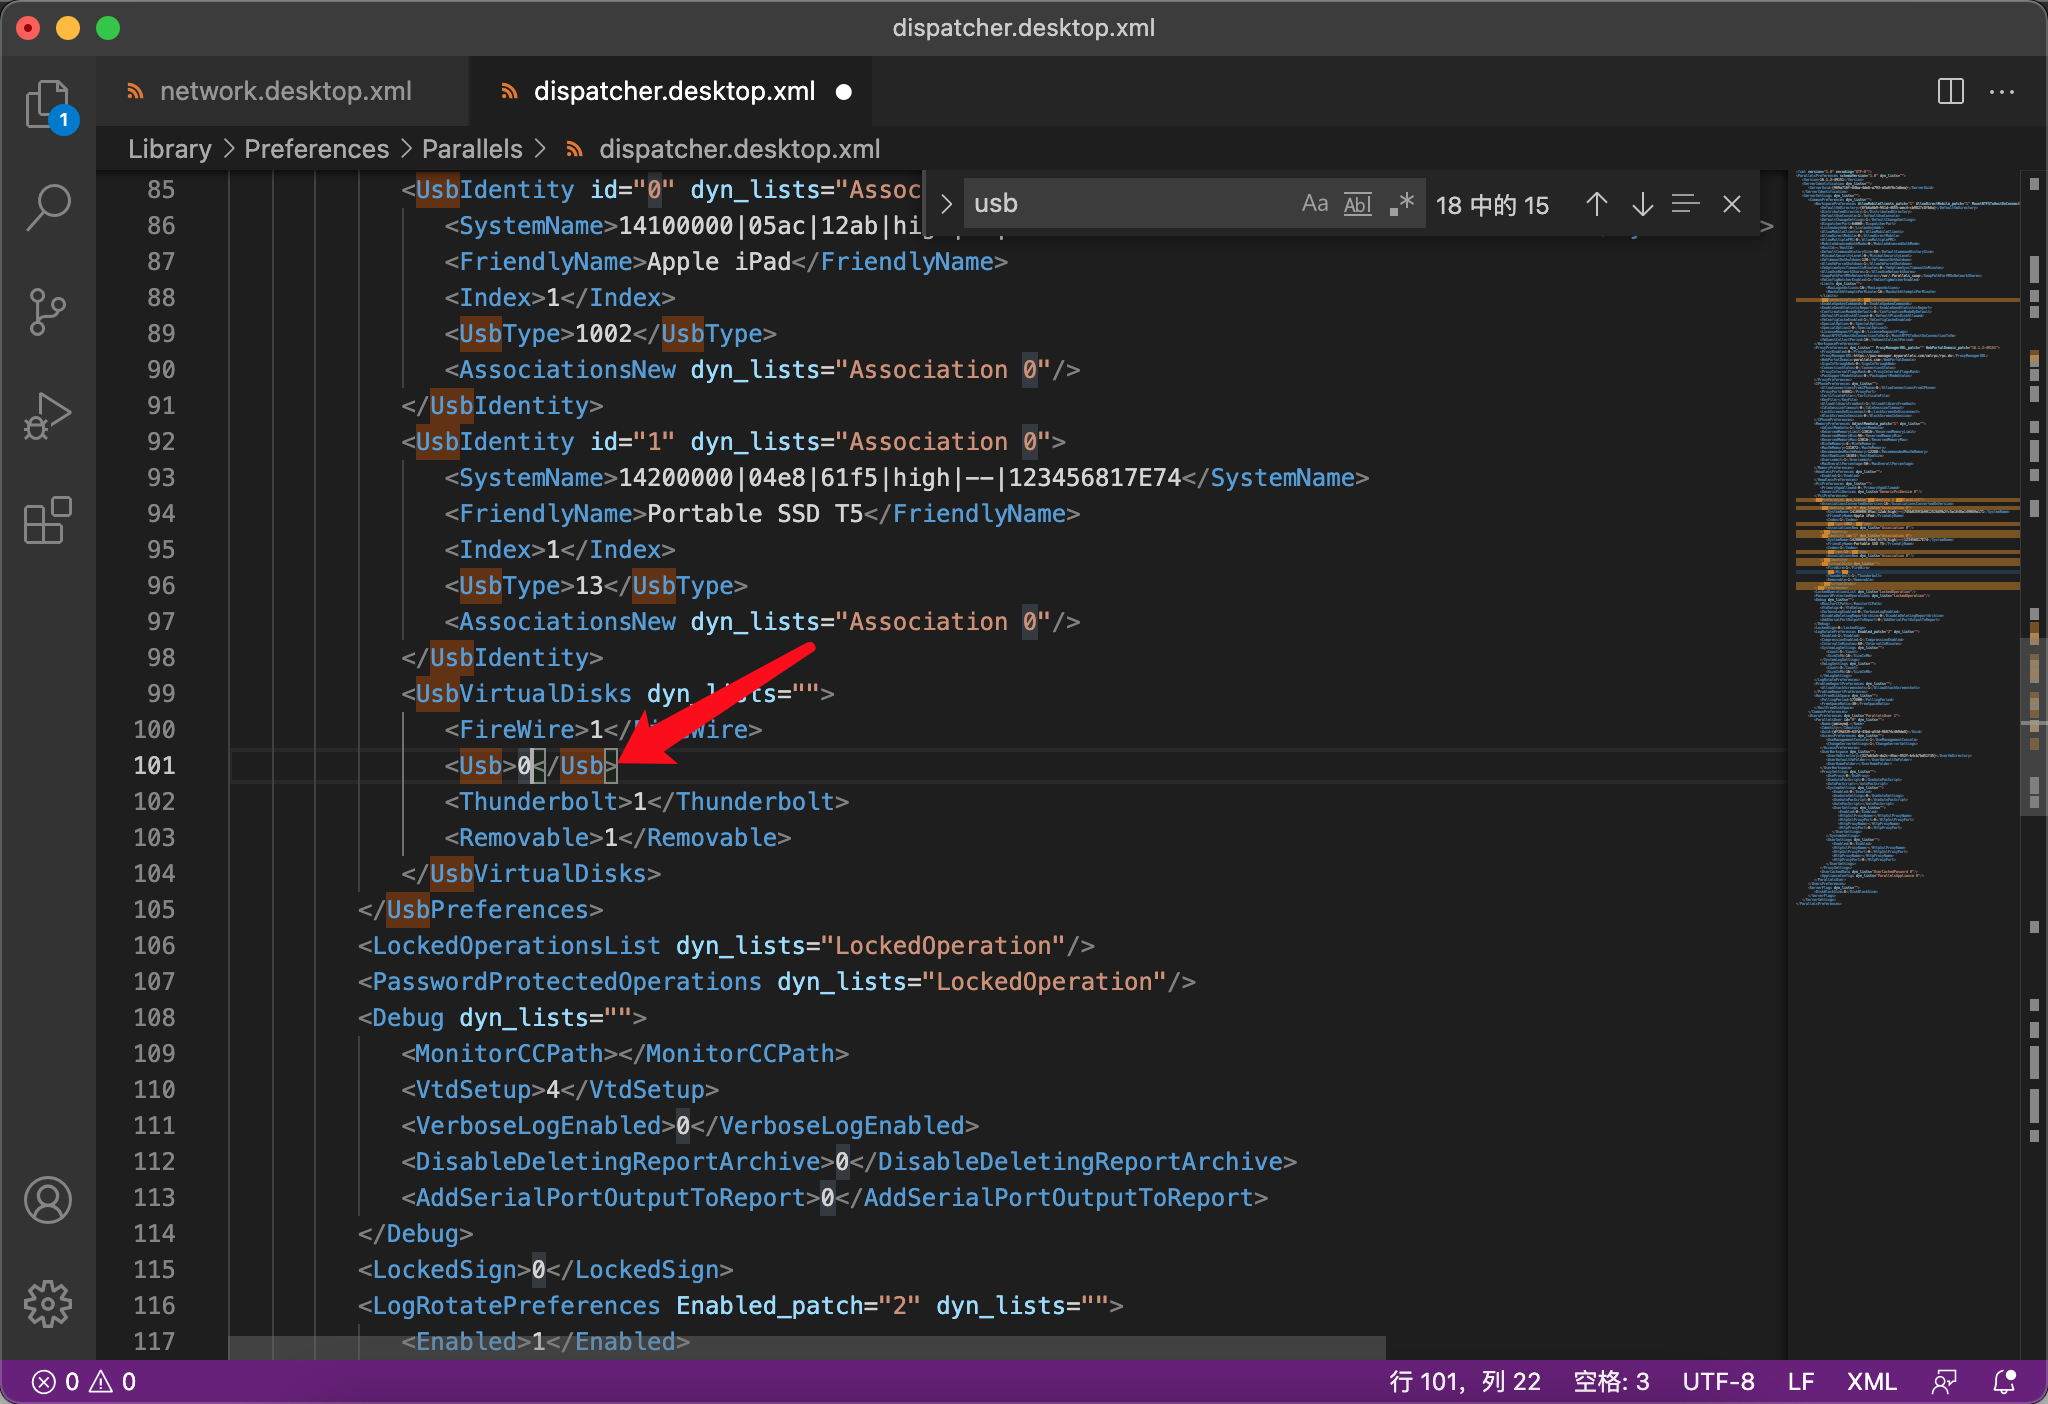 dispatcher.desktop.xml
network.desktop.xml
dispatcher.desktop.xml
1
Library > Preferences > Parallels > dispatcher.desktop.xml
usb
Aa Abl .* 18 中的 15
85 <UsbIdentity id="0" dyn_lists="Assoc
86 <SystemName>14100000|05ac|12ab|hi
87 <FriendlyName>Apple iPad</FriendlyName>
88 <Index>1</Index>
89 <UsbType>1002</UsbType>
90 <AssociationsNew dyn_lists="Association 0"/>
91 </UsbIdentity>
92 <UsbIdentity id="1" dyn_lists="Association 0">
93 <SystemName>14200000|04e8|61f5|high|--|123456817E74</SystemName>
94 <FriendlyName>Portable SSD T5</FriendlyName>
95 <Index>1</Index>
96 <UsbType>13</UsbType>
97 <AssociationsNew dyn_lists="Association 0"/>
98 </UsbIdentity>
99 <UsbVirtualDisks dyn_lists="">
100 <FireWire>1</FireWire>
101 <Usb>0</Usb>
102 <Thunderbolt>1</Thunderbolt>
103 <Removable>1</Removable>
104 </UsbVirtualDisks>
105 </UsbPreferences>
106 <LockedOperationsList dyn_lists="LockedOperation"/>
107 <PasswordProtectedOperations dyn_lists="LockedOperation"/>
108 <Debug dyn_lists="">
109 <MonitorCCPath></MonitorCCPath>
110 <VtdSetup>4</VtdSetup>
111 <VerboseLogEnabled>0</VerboseLogEnabled>
112 <DisableDeletingReportArchive>0</DisableDeletingReportArchive>
113 <AddSerialPortOutputToReport>0</AddSerialPortOutputToReport>
114 </Debug>
115 <LockedSign>0</LockedSign>
116 <LogRotatePreferences Enabled_patch="2" dyn_lists="">
117 <Enabled>1</Enabled>
0 0 行 101, 列 22 空格: 3 UTF-8 LF XML